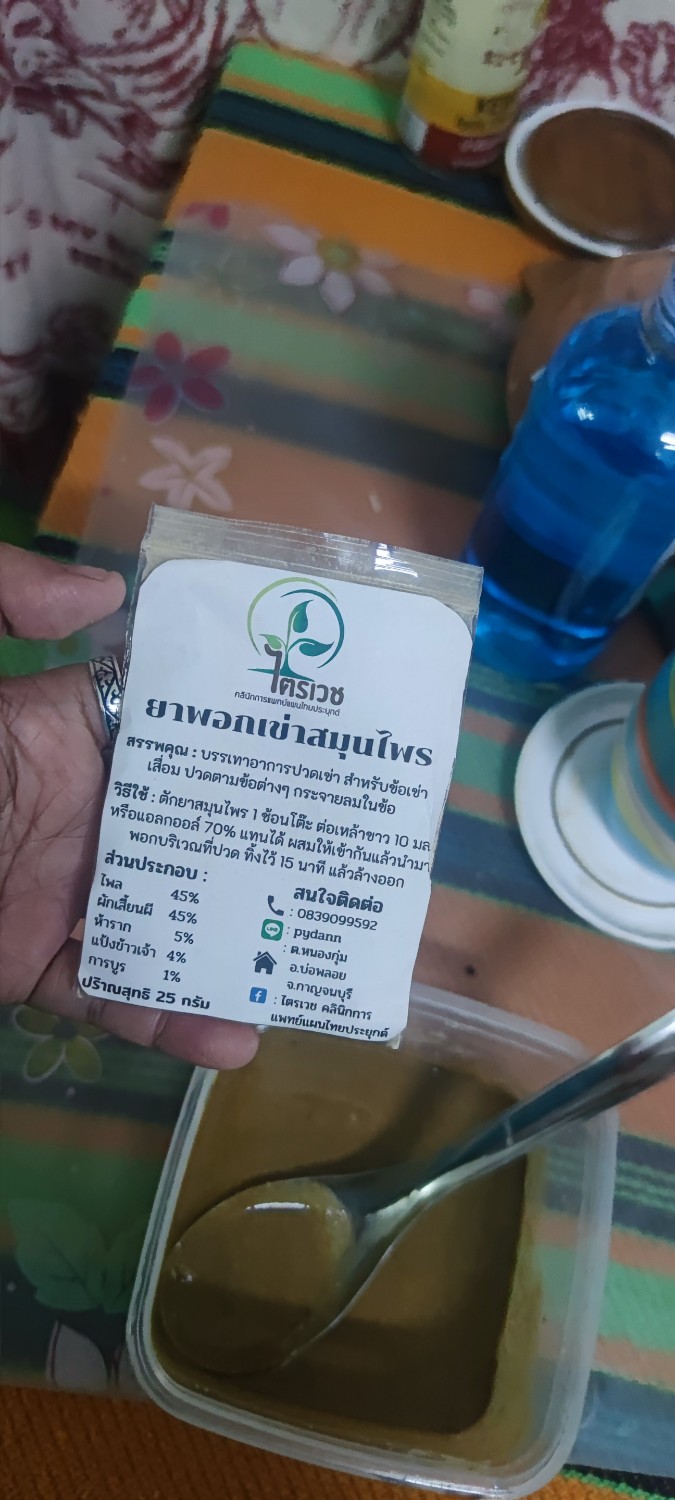 ไตรเวช
คลินิกการแพทย์แผนไทยประยุกต์
ยาพอกเข่าสมุนไพร
สรรพคุณ : บรรเทาอาการปวดเข่า สำหรับข้อเข่า
เสื่อม ปวดตามข้อต่างๆ กระจายลมในข้อ
วิธีใช้ : ตักยาสมุนไพร 1 ช้อนโต๊ะ ต่อเหล้าขาว 10 มล
หรือแอลกออล์ 70% แทนได้ ผสมให้เข้ากันแล้วนำมา
พอกบริเวณที่ปวด ทิ้งไว้ 15 นาที แล้วล้างออก
ส่วนประกอบ :
ไพล 45%
ผักเสี้ยนผี 45%
ห้าราก 5%
แป้งข้าวเจ้า 4%
การบูร 1%
ปริมาณสุทธิ 25 กรัม
สนใจติดต่อ
: 0839099592
LINE : pydann
: ต.หนองกุ่ม
อ.บ่อพลอย
จ.กาญจนบุรี
f : ไตรเวช คลินิกการ
แพทย์แผนไทยประยุกต์